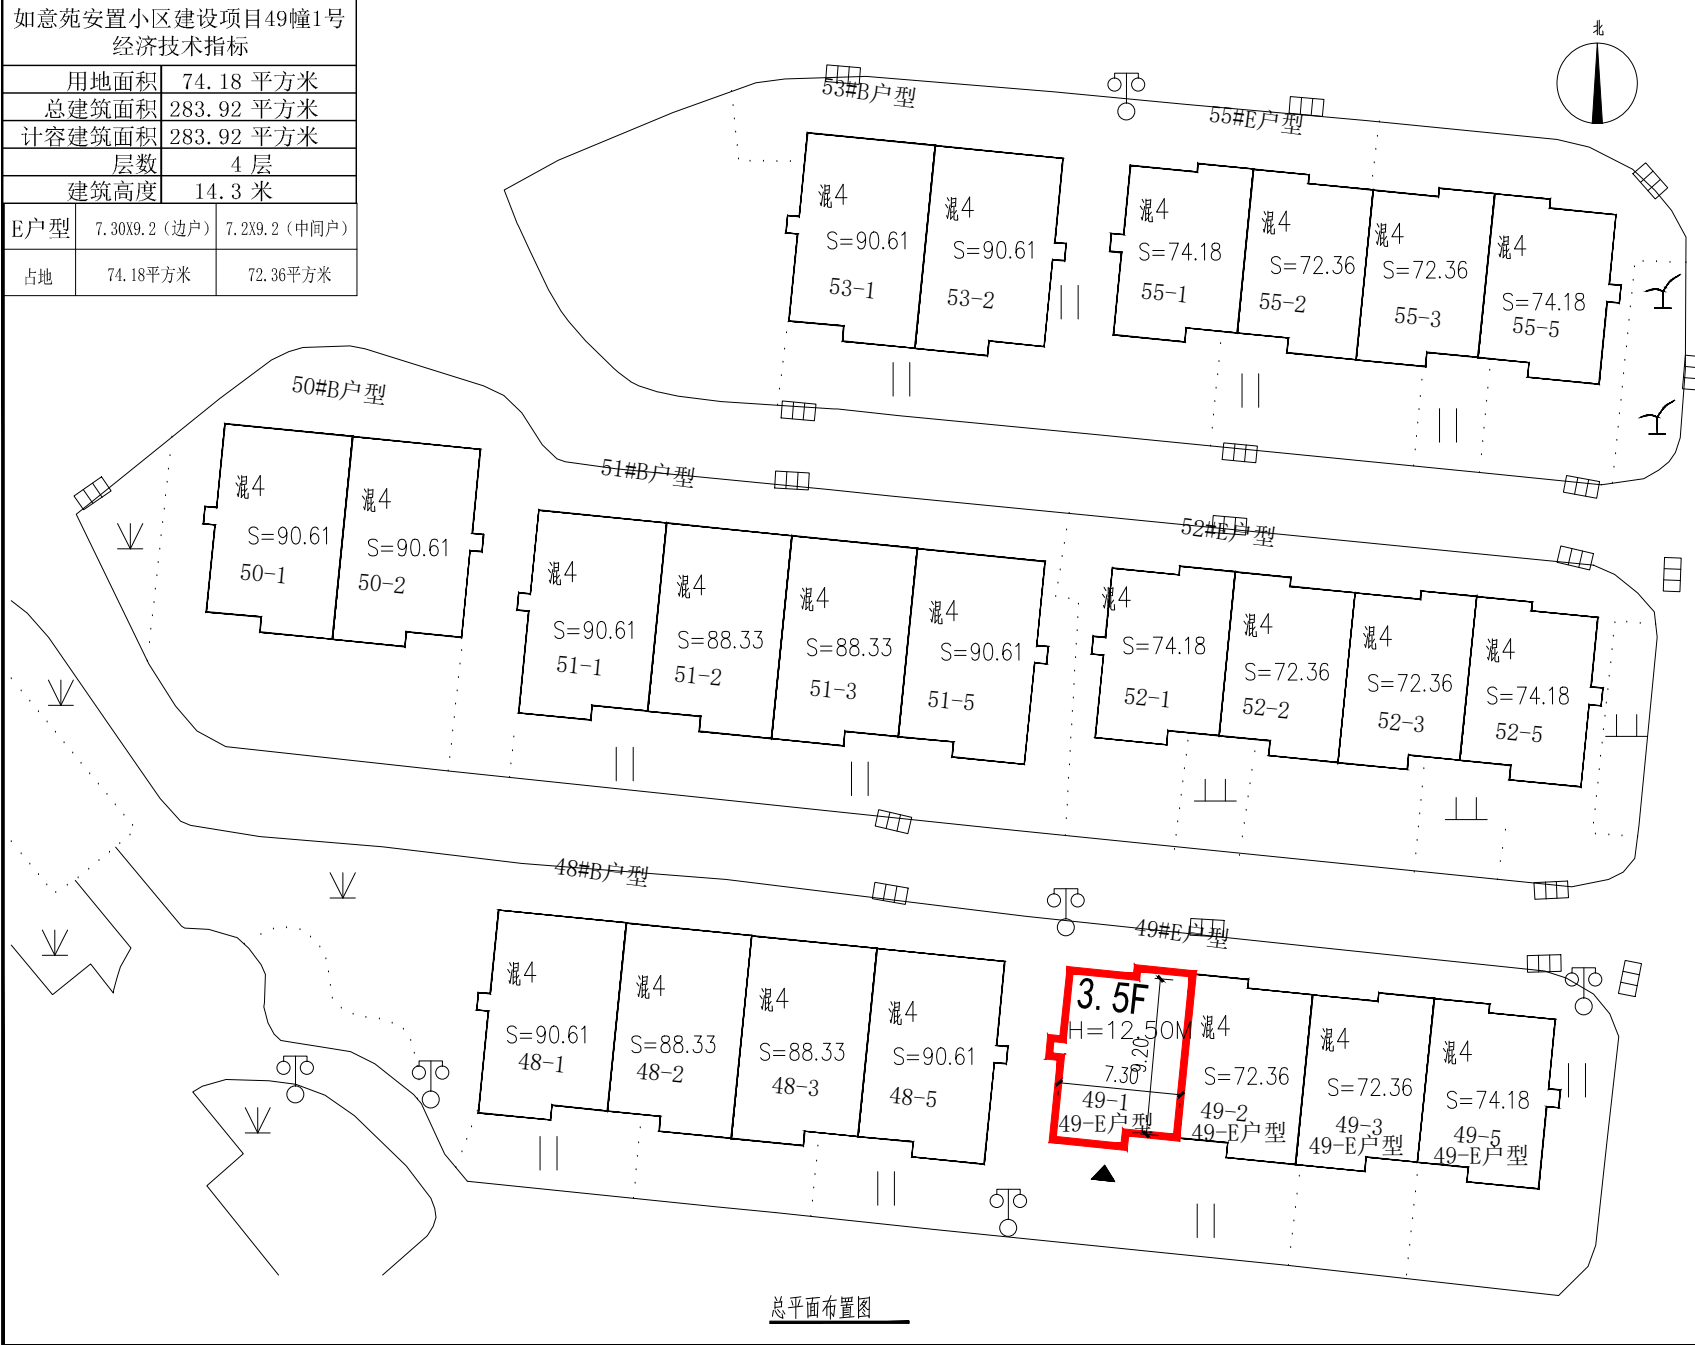 如意苑安置小区建设项目49幢1号
经济技术指标
用地面积 74.18 平方米
总建筑面积 283.92 平方米
计容建筑面积 283.92 平方米
层数 4 层
建筑高度 14.3 米
E户型 7.30X9.2（边户） 7.2X9.2（中间户）
占地 74.18平方米 72.36平方米
北
53#B户型
55#E户型
混4
S=90.61
53-1
混4
S=90.61
53-2
混4
S=74.18
55-1
混4
S=72.36
55-2
混4
S=72.36
55-3
混4
S=74.18
55-5
50#B户型
51#B户型
52#E户型
混4
S=90.61
50-1
混4
S=90.61
50-2
混4
S=90.61
51-1
混4
S=88.33
51-2
混4
S=88.33
51-3
混4
S=90.61
51-5
混4
S=74.18
52-1
混4
S=72.36
52-2
混4
S=72.36
52-3
混4
S=74.18
52-5
48#B户型
49#E户型
混4
S=90.61
48-1
混4
S=88.33
48-2
混4
S=88.33
48-3
混4
S=90.61
48-5
3.5F
H=12.50M
9.20
7.30
49-1
49-E户型
混4
S=72.36
49-2
49-E户型
混4
S=72.36
49-3
49-E户型
混4
S=74.18
49-5
49-E户型
总平面布置图